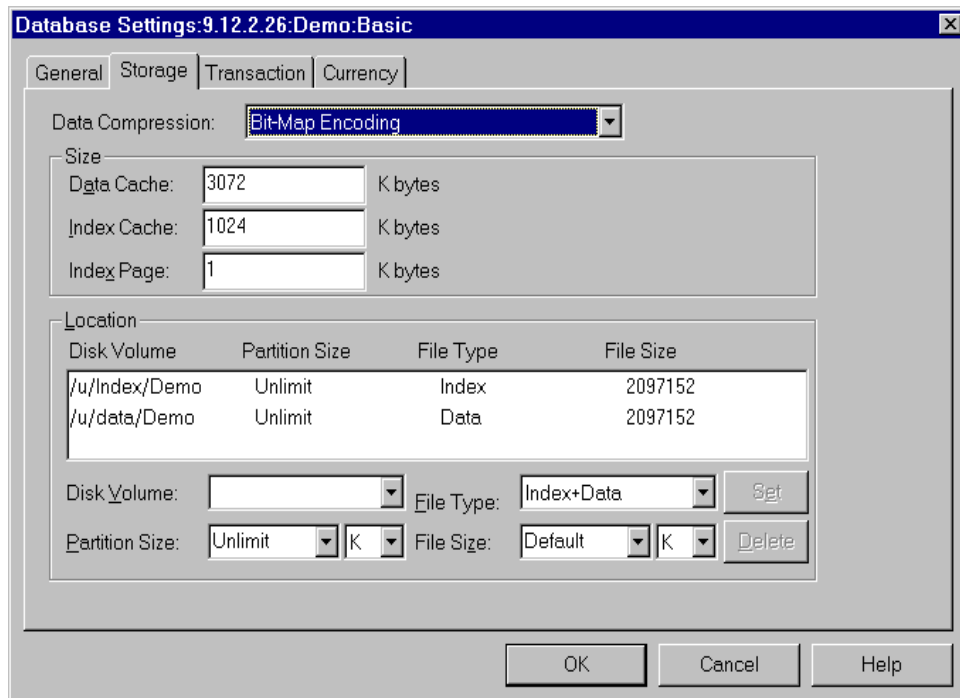 Database Settings:9.12.2.26:Demo:Basic
General Storage Transaction Currency
Data Compression: Bit-Map Encoding
Size
Data Cache: 3072 K bytes
Index Cache: 1024 K bytes
Index Page: 1 K bytes
Location
Disk Volume Partition Size File Type File Size
/u/Index/Demo Unlimit Index 2097152
/u/data/Demo Unlimit Data 2097152
Disk Volume: File Type: Index+Data Set
Partition Size: Unlimit K File Size: Default K Delete
OK Cancel Help